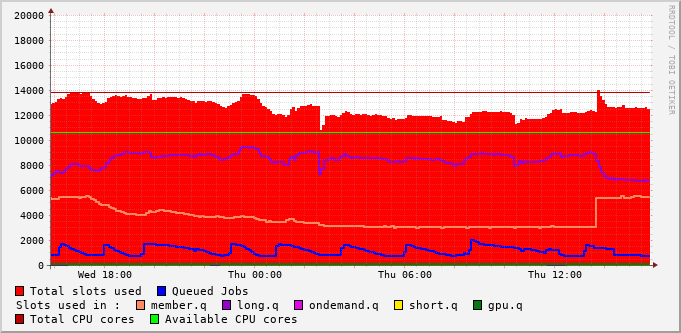 20000
18000
16000
14000
12000
10000
8000
6000
4000
2000
0
Wed 18:00 Thu 00:00 Thu 06:00 Thu 12:00
RRDTOOL / TOBI OETIKER
Total slots used Queued Jobs
Slots used in : member.q long.q ondemand.q short.q gpu.q
Total CPU cores Available CPU cores